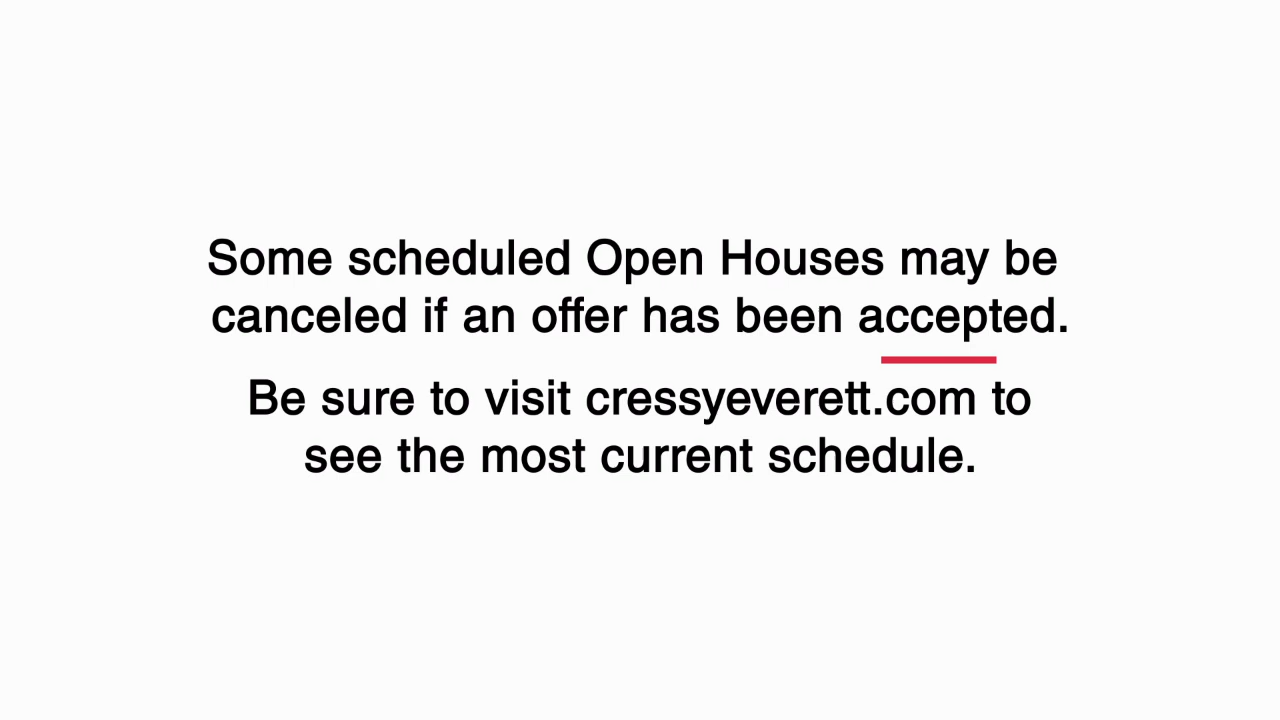 Some scheduled Open Houses may be
canceled if an offer has been accepted.
Be sure to visit cressyeverett.com to
see the most current schedule.